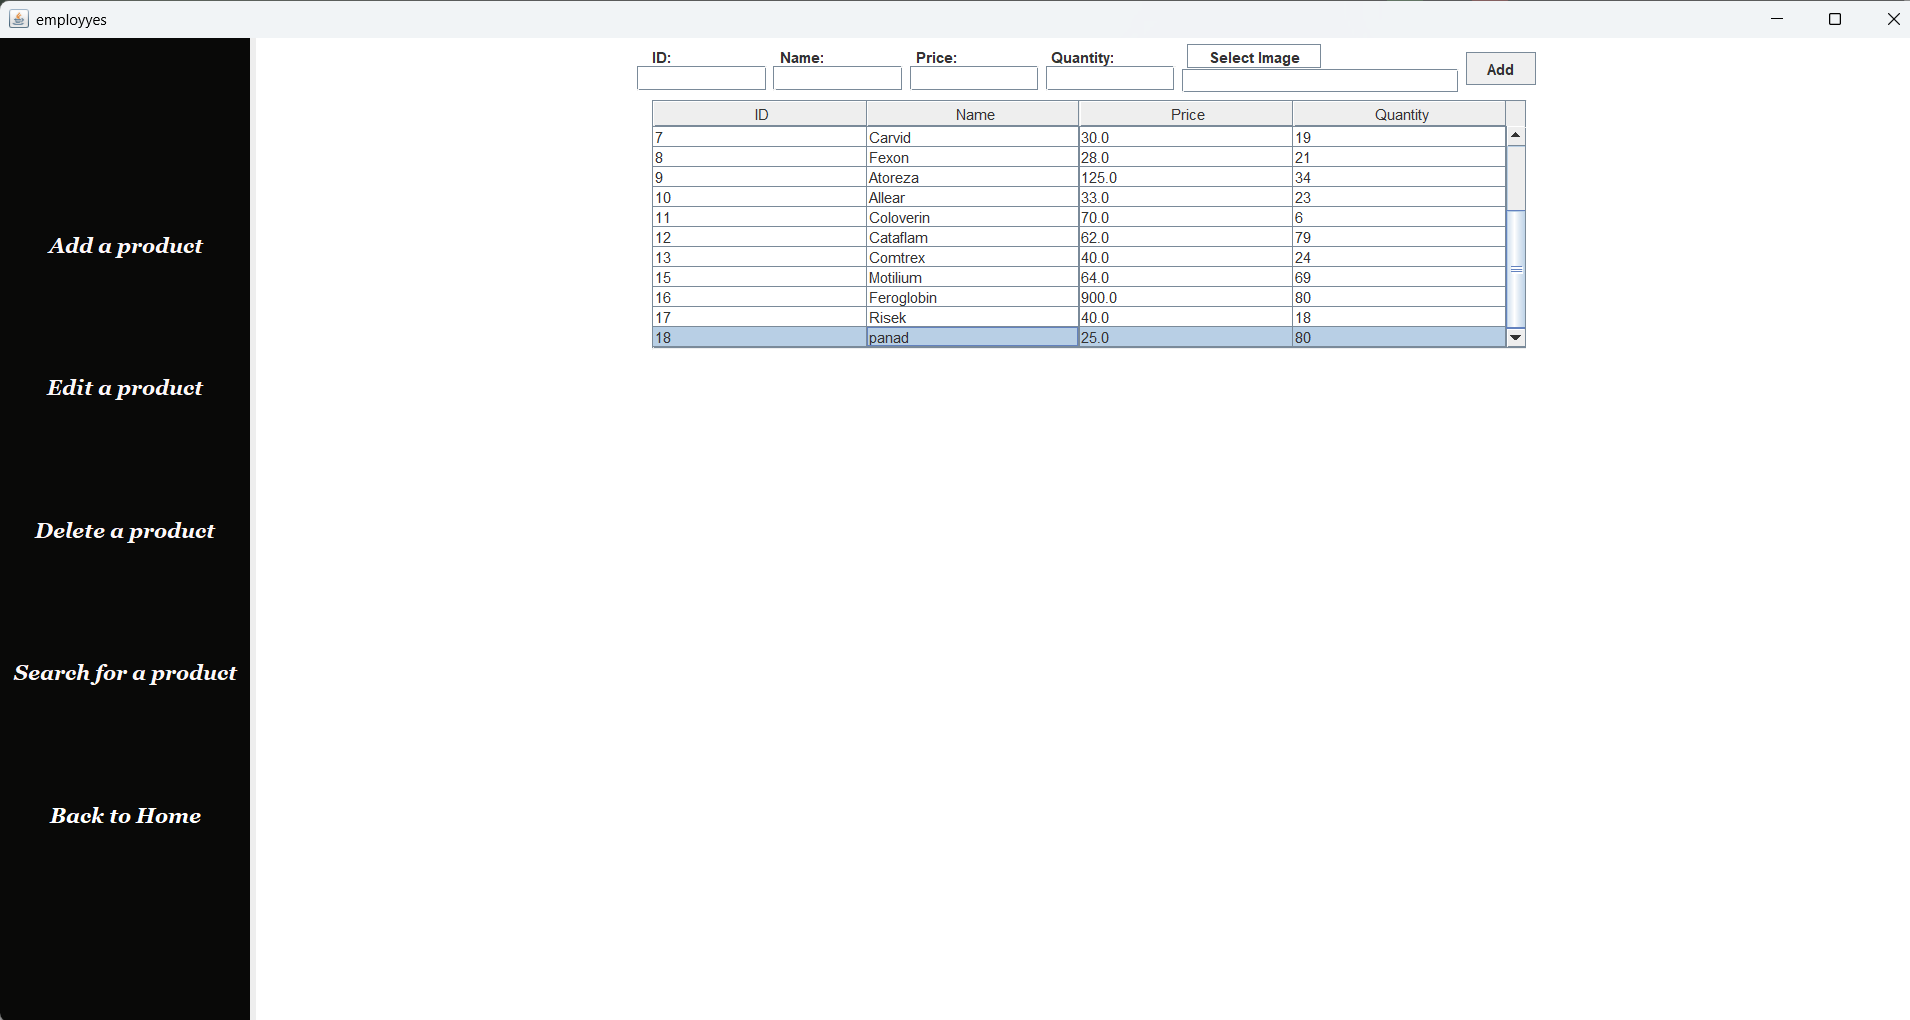 employyes
Add a product
Edit a product
Delete a product
Search for a product
Back to Home
ID: Name: Price: Quantity: Select Image Add
ID Name Price Quantity
7 Carvid 30.0 19
8 Fexon 28.0 21
9 Atoreza 125.0 34
10 Allear 33.0 23
11 Coloverin 70.0 6
12 Cataflam 62.0 79
13 Comtrex 40.0 24
15 Motilium 64.0 69
16 Feroglobin 900.0 80
17 Risek 40.0 18
18 panad 25.0 80